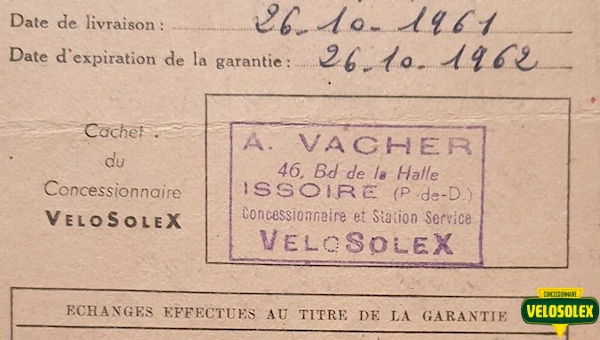 Date de livraison : 26-10-1961
Date d'expiration de la garantie : 26-10-1962
Cachet
du
Concessionnaire
VELOSOLEX
A. VACHER
46, Bd de la Halle
ISSOIRE (P.-de-D.)
Concessionnaire et Station Service
VELOSOLEX
ECHANGES EFFECTUES AU TITRE DE LA GARANTIE
CONCESSIONNAIRE
VELOSOLEX